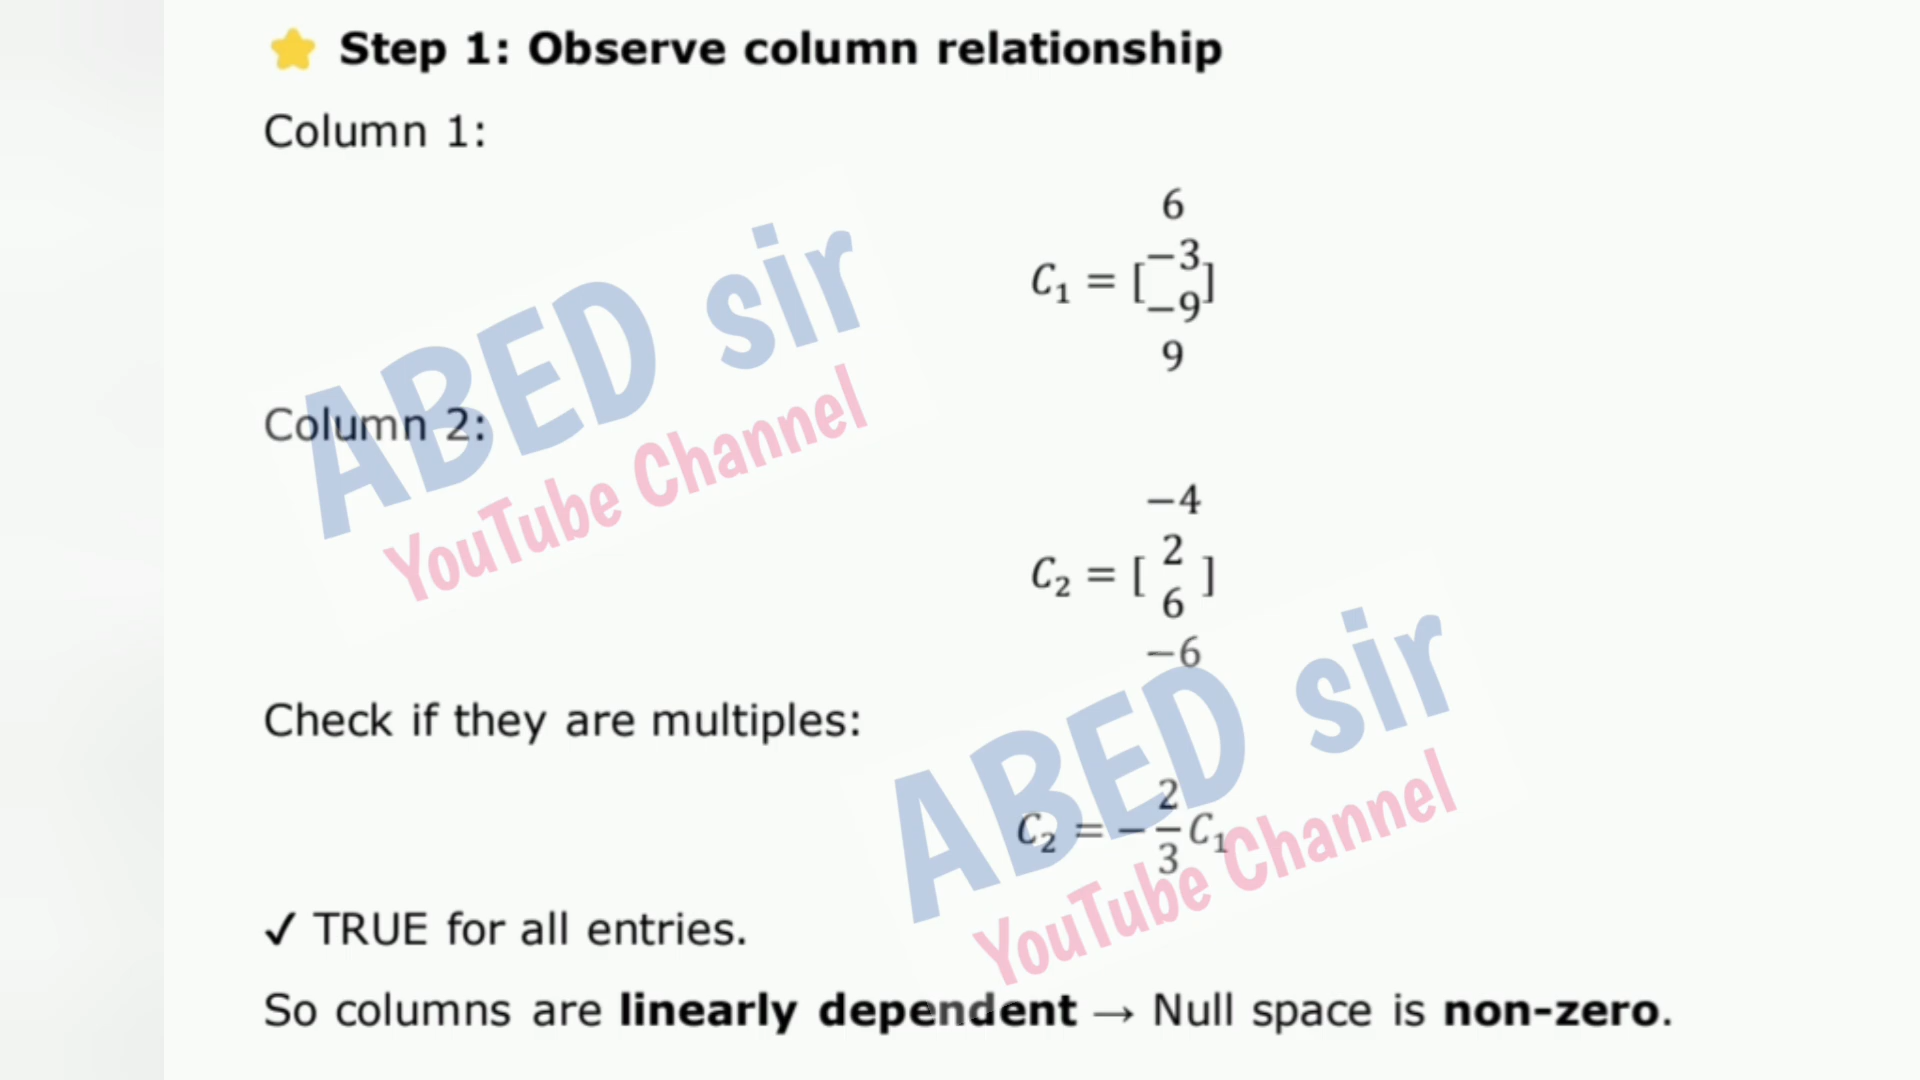 ⭐ Step 1: Observe column relationship
Column 1:
6
C₁ = [−3]
−9
9
Column 2:
−4
C₂ = [ 2 ]
6
−6
Check if they are multiples:
C₂ = −2/3 C₁
✓ TRUE for all entries.
So columns are linearly dependent → Null space is non-zero.
ABED sir
YouTube Channel
ABED sir
YouTube Channel